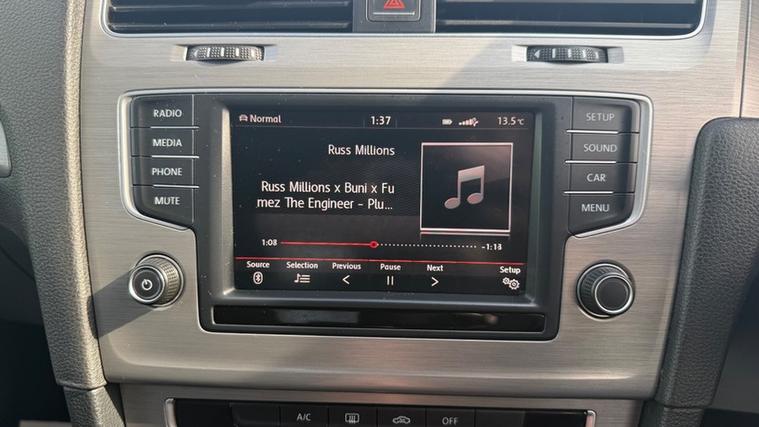 RADIO
MEDIA
PHONE
MUTE
Normal 1:37 13.5°C
Russ Millions
Russ Millions x Buni x Fu
mez The Engineer - Plu...
1:08 -1:13
Source Selection Previous Pause Next Setup
SETUP
SOUND
CAR
MENU
A/C OFF